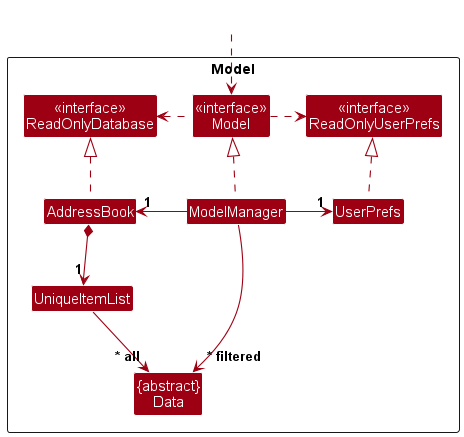 Model
«interface»
ReadOnlyDatabase
«interface»
Model
«interface»
ReadOnlyUserPrefs
AddressBook
1
ModelManager
1
UserPrefs
1
UniqueItemList
* all
* filtered
{abstract}
Data